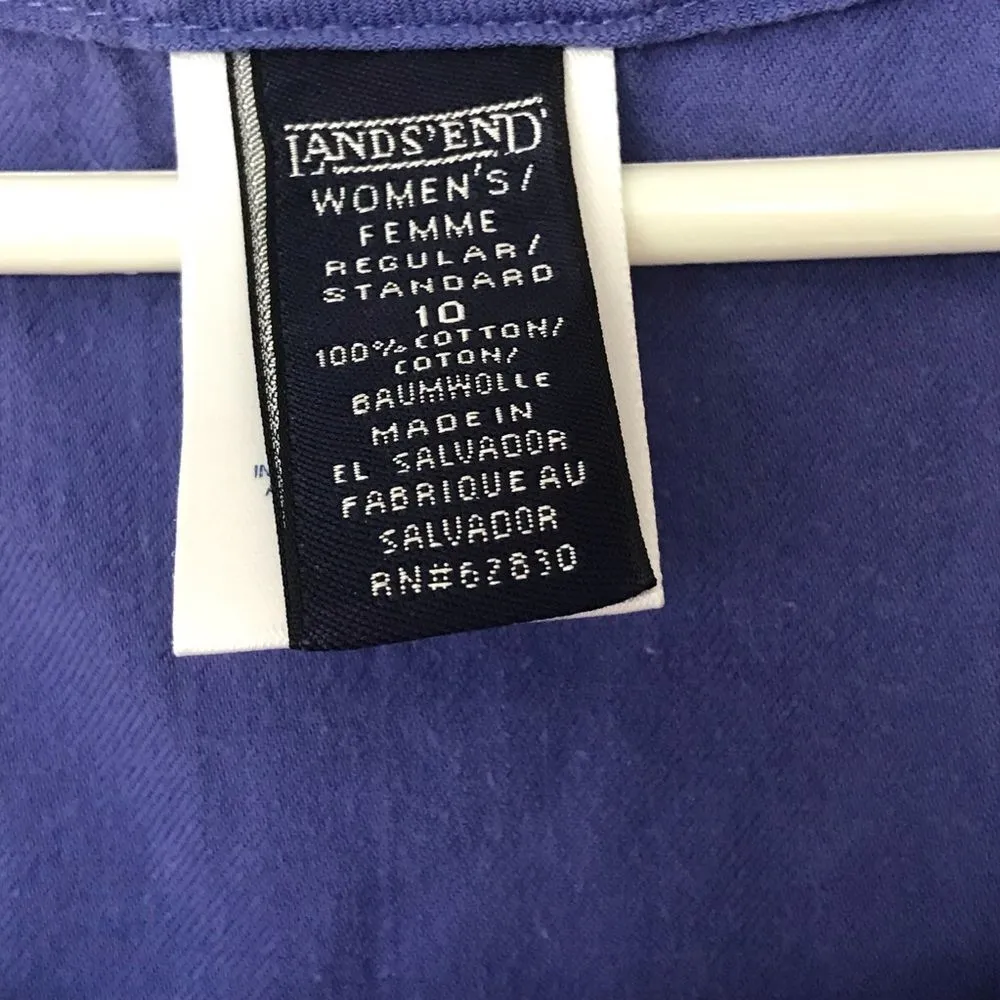 LANDS' END
WOMEN'S/
FEMME
REGULAR/
STANDARD
10
100% COTTON/
COTON/
BAUMWOLLE
MADE IN
EL SALVADOR
FABRIQUE AU
SALVADOR
RN#62830